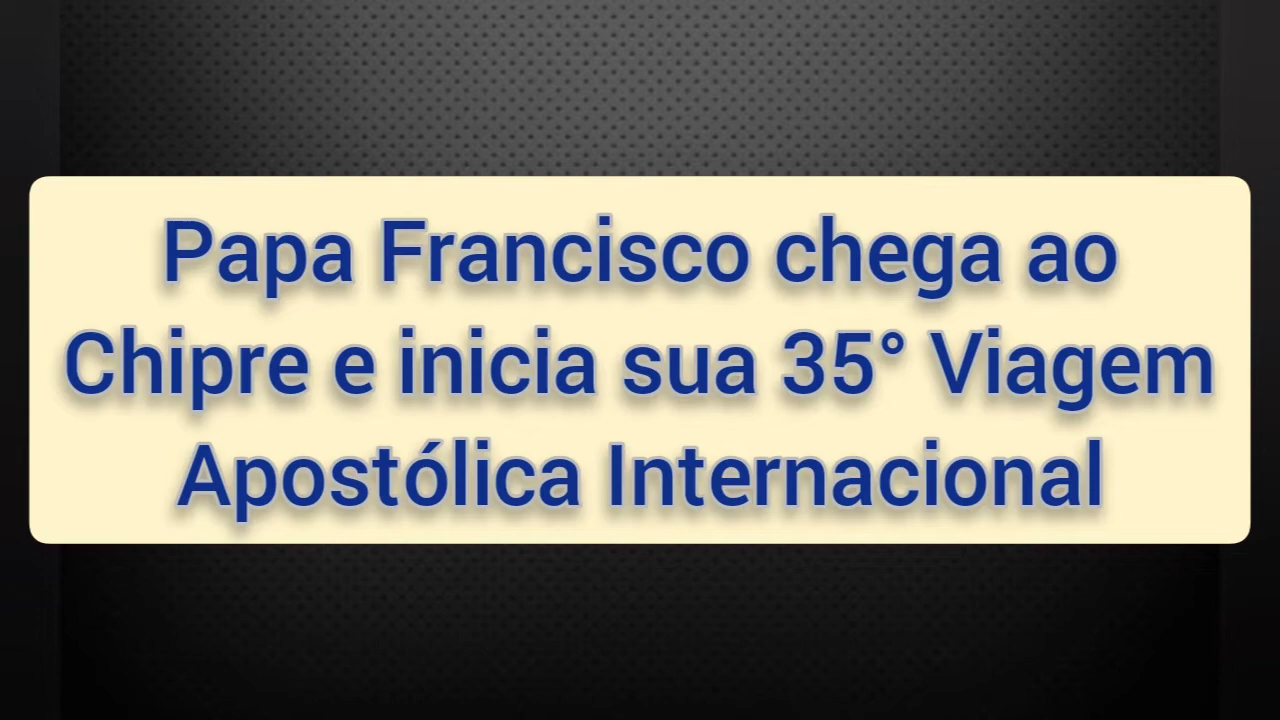 Papa Francisco chega ao
Chipre e inicia sua 35° Viagem
Apostólica Internacional